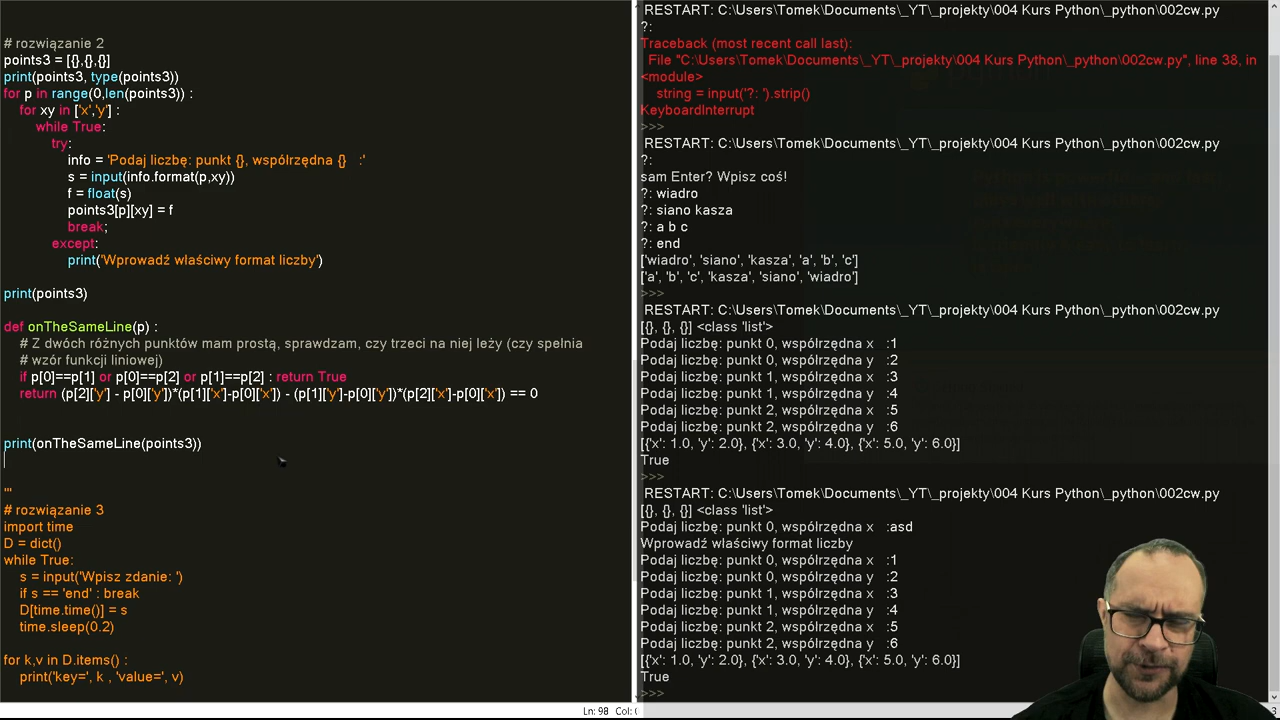 # rozwiązanie 2
points3 = [{},{},{}]
print(points3, type(points3))
for p in range(0,len(points3)) :
for xy in ['x','y'] :
while True:
try:
info = 'Podaj liczbę: punkt {}, współrzędna {}   :'
s = input(info.format(p,xy))
f = float(s)
points3[p][xy] = f
break;
except:
print('Wprowadź właściwy format liczby')
print(points3)
def onTheSameLine(p) :
# Z dwóch różnych punktów mam prostą, sprawdzam, czy trzeci na niej leży (czy spełnia
# wzór funkcji liniowej)
if p[0]==p[1] or p[0]==p[2] or p[1]==p[2] : return True
return (p[2]['y'] - p[0]['y'])*(p[1]['x']-p[0]['x']) - (p[1]['y']-p[0]['y'])*(p[2]['x']-p[0]['x']) == 0
print(onTheSameLine(points3))
'''
# rozwiązanie 3
import time
D = dict()
while True:
s = input('Wpisz zdanie: ')
if s == 'end' : break
D[time.time()] = s
time.sleep(0.2)
for k,v in D.items() :
print('key=', k , 'value=', v)
Ln: 98 Col:
RESTART: C:\Users\Tomek\Documents\_YT\_projekty\004 Kurs Python\_python\002cw.py
?:
Traceback (most recent call last):
File "C:\Users\Tomek\Documents\_YT\_projekty\004 Kurs Python\_python\002cw.py", line 38, in
<module>
string = input('?: ').strip()
KeyboardInterrupt
>>>
RESTART: C:\Users\Tomek\Documents\_YT\_projekty\004 Kurs Python\_python\002cw.py
?:
sam Enter? Wpisz coś!
?: wiadro
?: siano kasza
?: a b c
?: end
['wiadro', 'siano', 'kasza', 'a', 'b', 'c']
['a', 'b', 'c', 'kasza', 'siano', 'wiadro']
>>>
RESTART: C:\Users\Tomek\Documents\_YT\_projekty\004 Kurs Python\_python\002cw.py
[{}, {}, {}] <class 'list'>
Podaj liczbę: punkt 0, współrzędna x   :1
Podaj liczbę: punkt 0, współrzędna y   :2
Podaj liczbę: punkt 1, współrzędna x   :3
Podaj liczbę: punkt 1, współrzędna y   :4
Podaj liczbę: punkt 2, współrzędna x   :5
Podaj liczbę: punkt 2, współrzędna y   :6
[{'x': 1.0, 'y': 2.0}, {'x': 3.0, 'y': 4.0}, {'x': 5.0, 'y': 6.0}]
True
>>>
RESTART: C:\Users\Tomek\Documents\_YT\_projekty\004 Kurs Python\_python\002cw.py
[{}, {}, {}] <class 'list'>
Podaj liczbę: punkt 0, współrzędna x   :asd
Wprowadź właściwy format liczby
Podaj liczbę: punkt 0, współrzędna x   :1
Podaj liczbę: punkt 0, współrzędna y   :2
Podaj liczbę: punkt 1, współrzędna x   :3
Podaj liczbę: punkt 1, współrzędna y   :4
Podaj liczbę: punkt 2, współrzędna x   :5
Podaj liczbę: punkt 2, współrzędna y   :6
[{'x': 1.0, 'y': 2.0}, {'x': 3.0, 'y': 4.0}, {'x': 5.0, 'y': 6.0}]
True
>>>
3